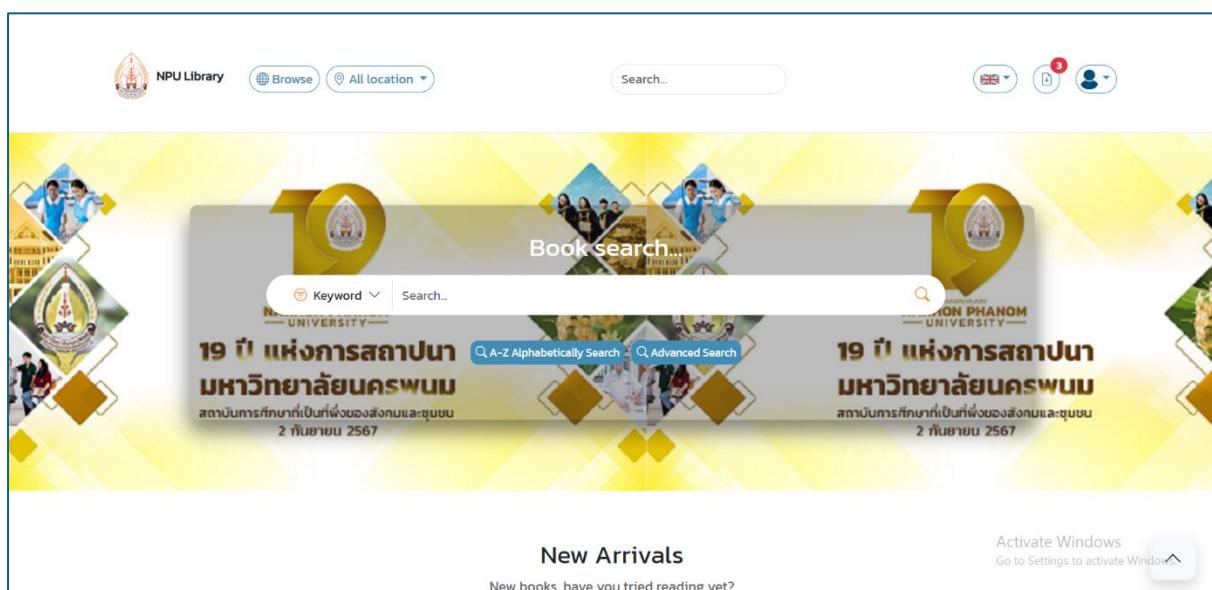 NPU Library
Browse
All location
Search...
3
Book search...
Keyword
Search...
A-Z Alphabetically Search
Advanced Search
UNIVERSITY
19 ปี แห่งการสถาปนา
มหาวิทยาลัยนครพนม
สถาบันการศึกษาที่เป็นที่พึ่งของสังคมและชุมชน
2 กันยายน 2567
19
PHANOM
UNIVERSITY
19 ปี แห่งการสถาปนา
มหาวิทยาลัยนครพนม
สถาบันการศึกษาที่เป็นที่พึ่งของสังคมและชุมชน
2 กันยายน 2567
New Arrivals
New books, have you tried reading yet?
Activate Windows
Go to Settings to activate Windows.